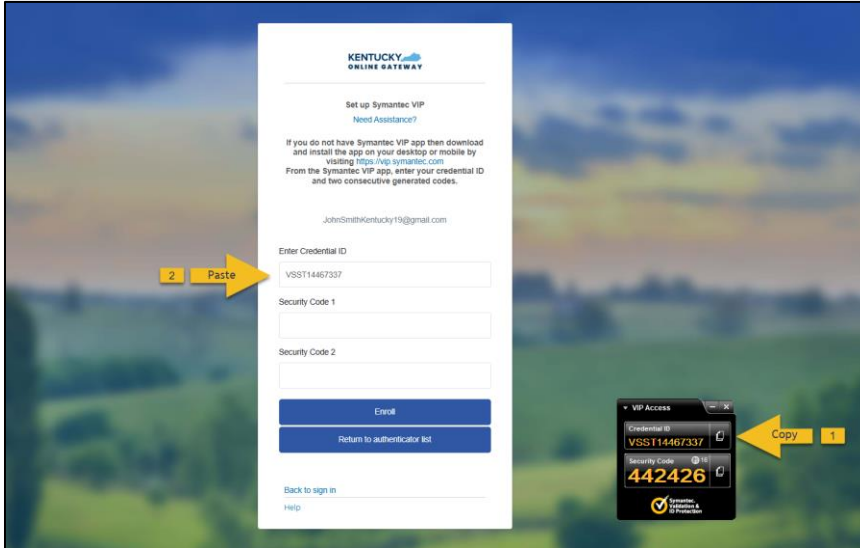 KENTUCKY
ONLINE GATEWAY
Set up Symantec VIP
Need Assistance?
If you do not have Symantec VIP app then download
and install the app on your desktop or mobile by
visiting https://vip.symantec.com
From the Symantec VIP app, enter your credential ID
and two consecutive generated codes.
JohnSmithKentucky19@gmail.com
Enter Credential ID
2 Paste
VSST14467337
Security Code 1
Security Code 2
Enroll
Return to authenticator list
Back to sign in
Help
VIP Access
Credential ID
VSST14467337
Copy 1
Security Code 16
442426
Symantec.
Validation &
ID Protection